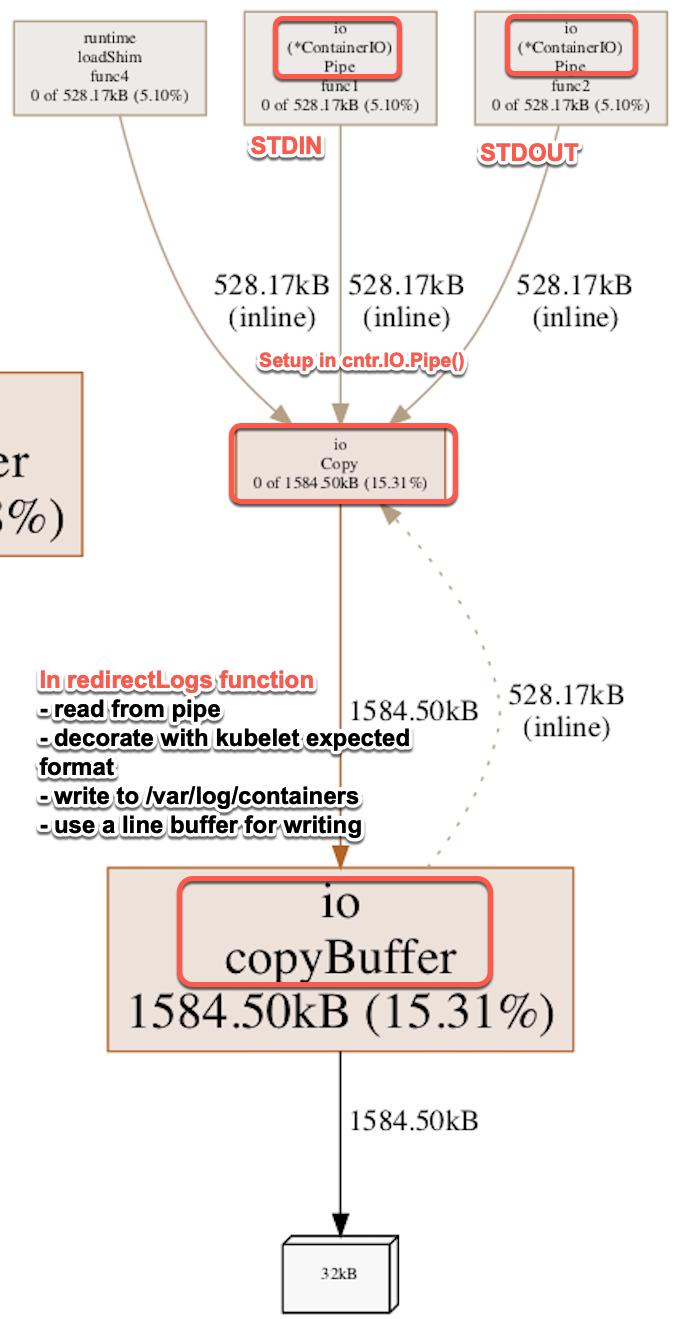 runtime
loadShim
func4
0 of 528.17kB (5.10%)
io
(*ContainerIO)
Pipe
func1
0 of 528.17kB (5.10%)
io
(*ContainerIO)
Pipe
func2
0 of 528.17kB (5.10%)
STDIN
STDOUT
528.17kB
(inline)
528.17kB
(inline)
528.17kB
(inline)
Setup in cntr.IO.Pipe()
io
Copy
0 of 1584.50kB (15.31%)
er
%)
In redirectLogs function
- read from pipe
- decorate with kubelet expected
format
- write to /var/log/containers
- use a line buffer for writing
1584.50kB
528.17kB
(inline)
io
copyBuffer
1584.50kB (15.31%)
1584.50kB
32kB